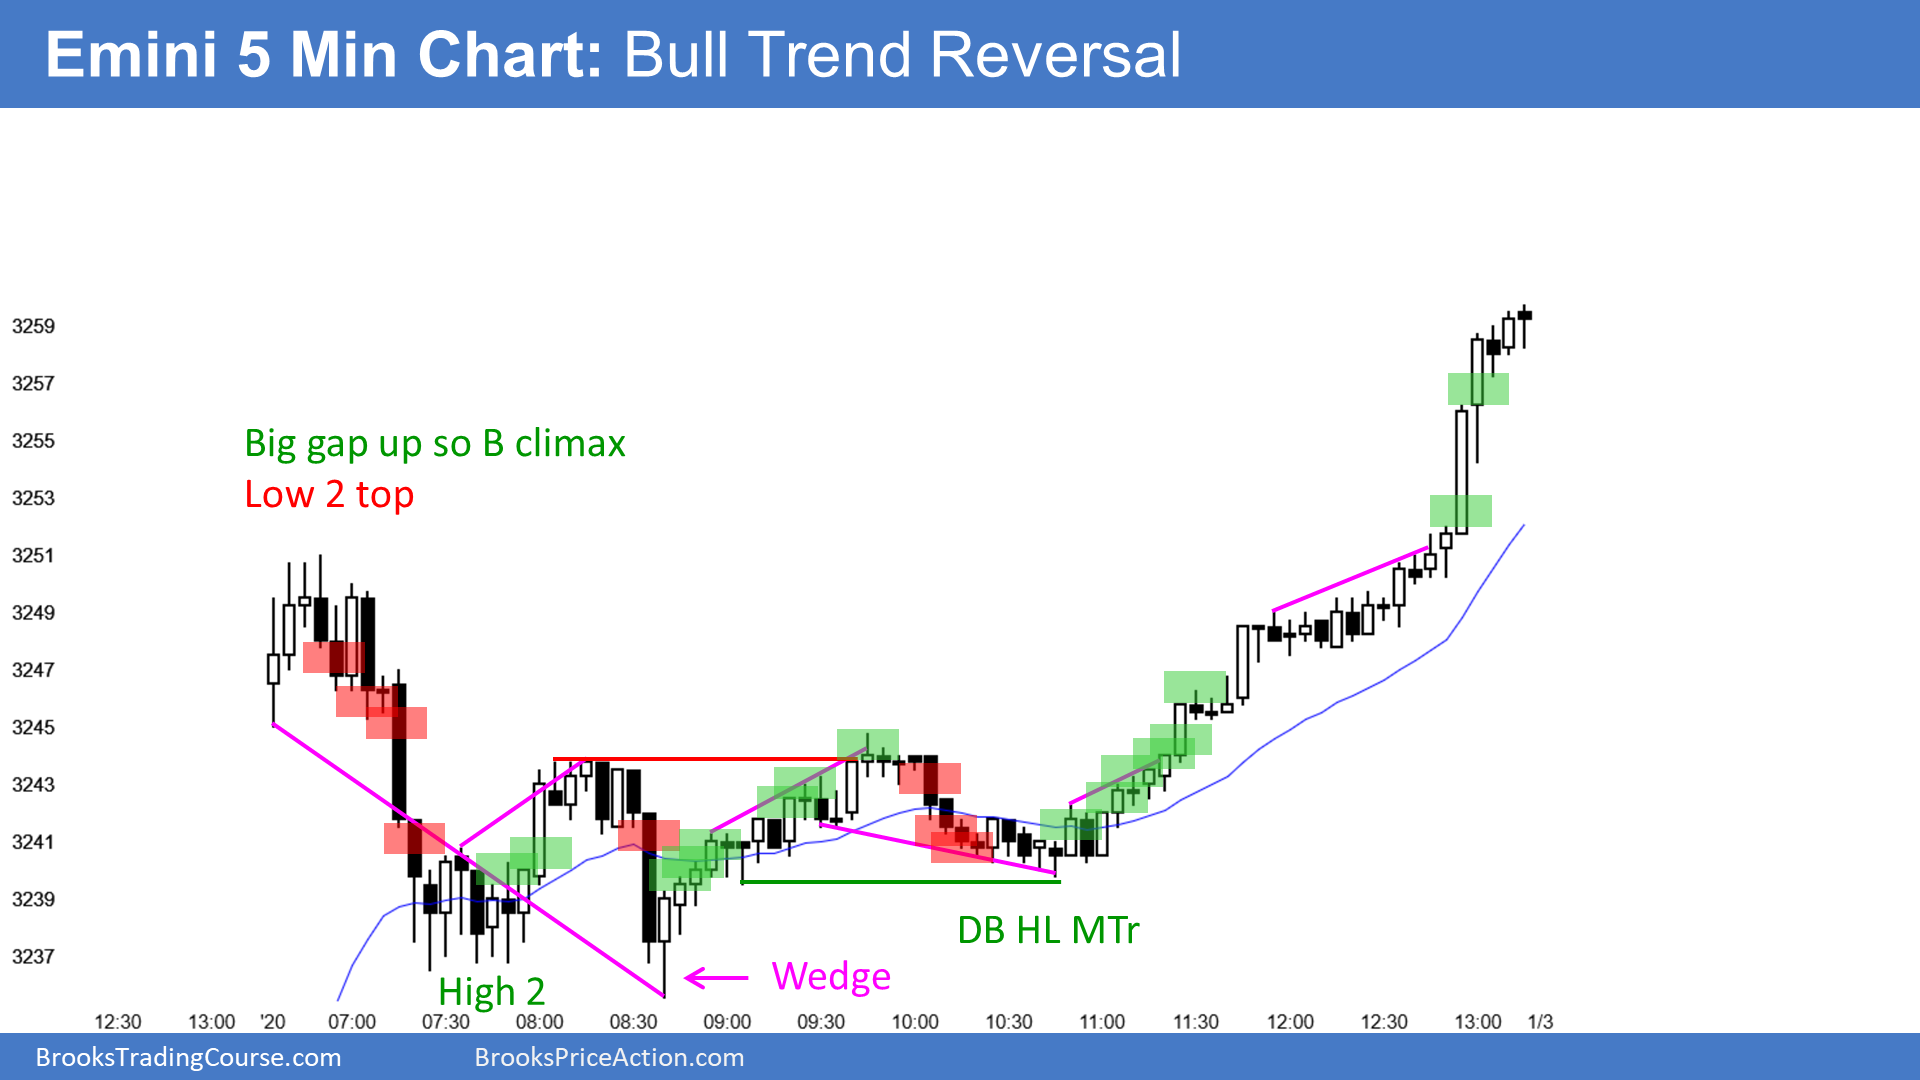 Emini 5 Min Chart: Bull Trend Reversal
3259
3257
3255
3253
3251
3249
3247
3245
3243
3241
3239
3237
Big gap up so B climax
Low 2 top
DB HL MTr
Wedge
High 2
12:30 13:00 '20 07:00 07:30 08:00 08:30 09:00 09:30 10:00 10:30 11:00 11:30 12:00 12:30 13:00 1/3
BrooksTradingCourse.com BrooksPriceAction.com